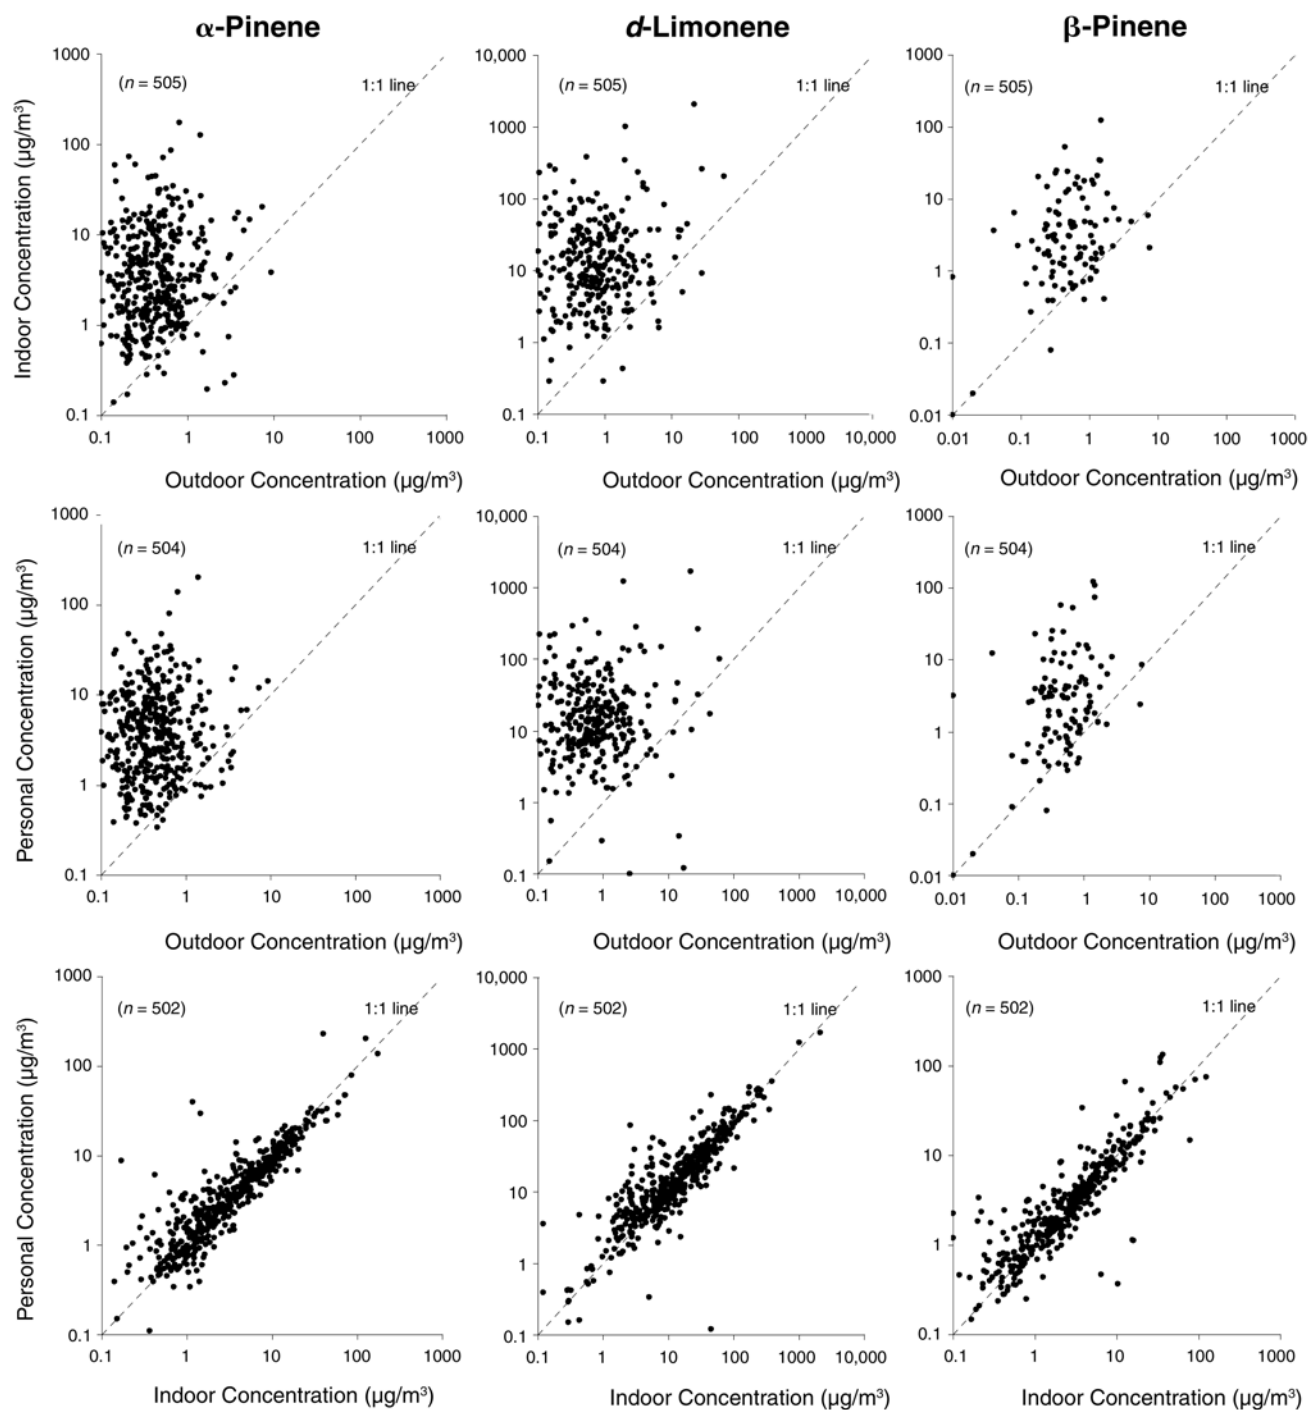 α-Pinene
d-Limonene
β-Pinene
Indoor Concentration (µg/m³)
1000
100
10
1
0.1
(n = 505)
1:1 line
0.1 1 10 100 1000
Outdoor Concentration (µg/m³)
10,000
1000
100
10
1
0.1
(n = 505)
1:1 line
0.1 1 10 100 1000 10,000
Outdoor Concentration (µg/m³)
1000
100
10
1
0.1
0.01
(n = 505)
1:1 line
0.01 0.1 1 10 100 1000
Outdoor Concentration (µg/m³)
Personal Concentration (µg/m³)
1000
100
10
1
0.1
(n = 504)
1:1 line
0.1 1 10 100 1000
Outdoor Concentration (µg/m³)
10,000
1000
100
10
1
0.1
(n = 504)
1:1 line
0.1 1 10 100 1000 10,000
Outdoor Concentration (µg/m³)
1000
100
10
1
0.1
0.01
(n = 504)
1:1 line
0.01 0.1 1 10 100 1000
Outdoor Concentration (µg/m³)
Personal Concentration (µg/m³)
1000
100
10
1
0.1
(n = 502)
1:1 line
0.1 1 10 100 1000
Indoor Concentration (µg/m³)
10,000
1000
100
10
1
0.1
(n = 502)
1:1 line
0.1 1 10 100 1000 10,000
Indoor Concentration (µg/m³)
1000
100
10
1
0.1
(n = 502)
1:1 line
0.1 1 10 100 1000
Indoor Concentration (µg/m³)